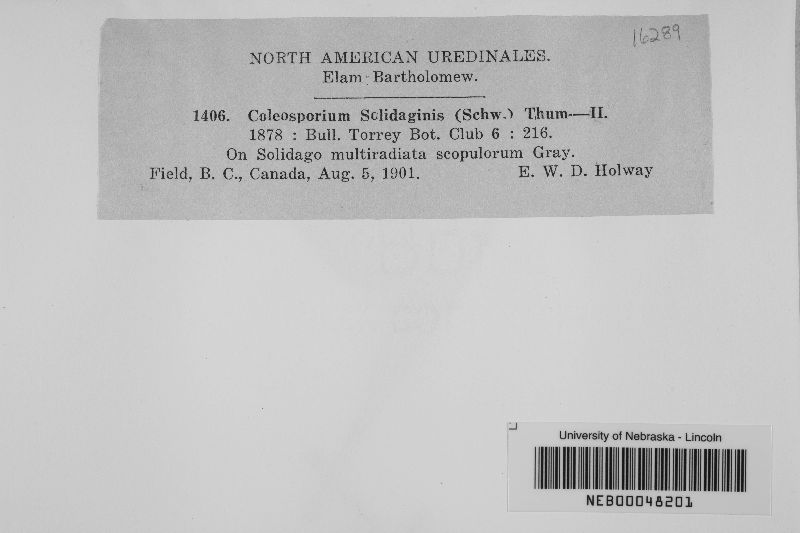 16289
NORTH AMERICAN UREDINALES.
Elam Bartholomew.
1406. Coleosporium Solidaginis (Schw.) Thum—II.
1878 : Bull. Torrey Bot. Club 6 : 216.
On Solidago multiradiata scopulorum Gray.
Field, B. C., Canada, Aug. 5, 1901. E. W. D. Holway
University of Nebraska - Lincoln
NEB00048201